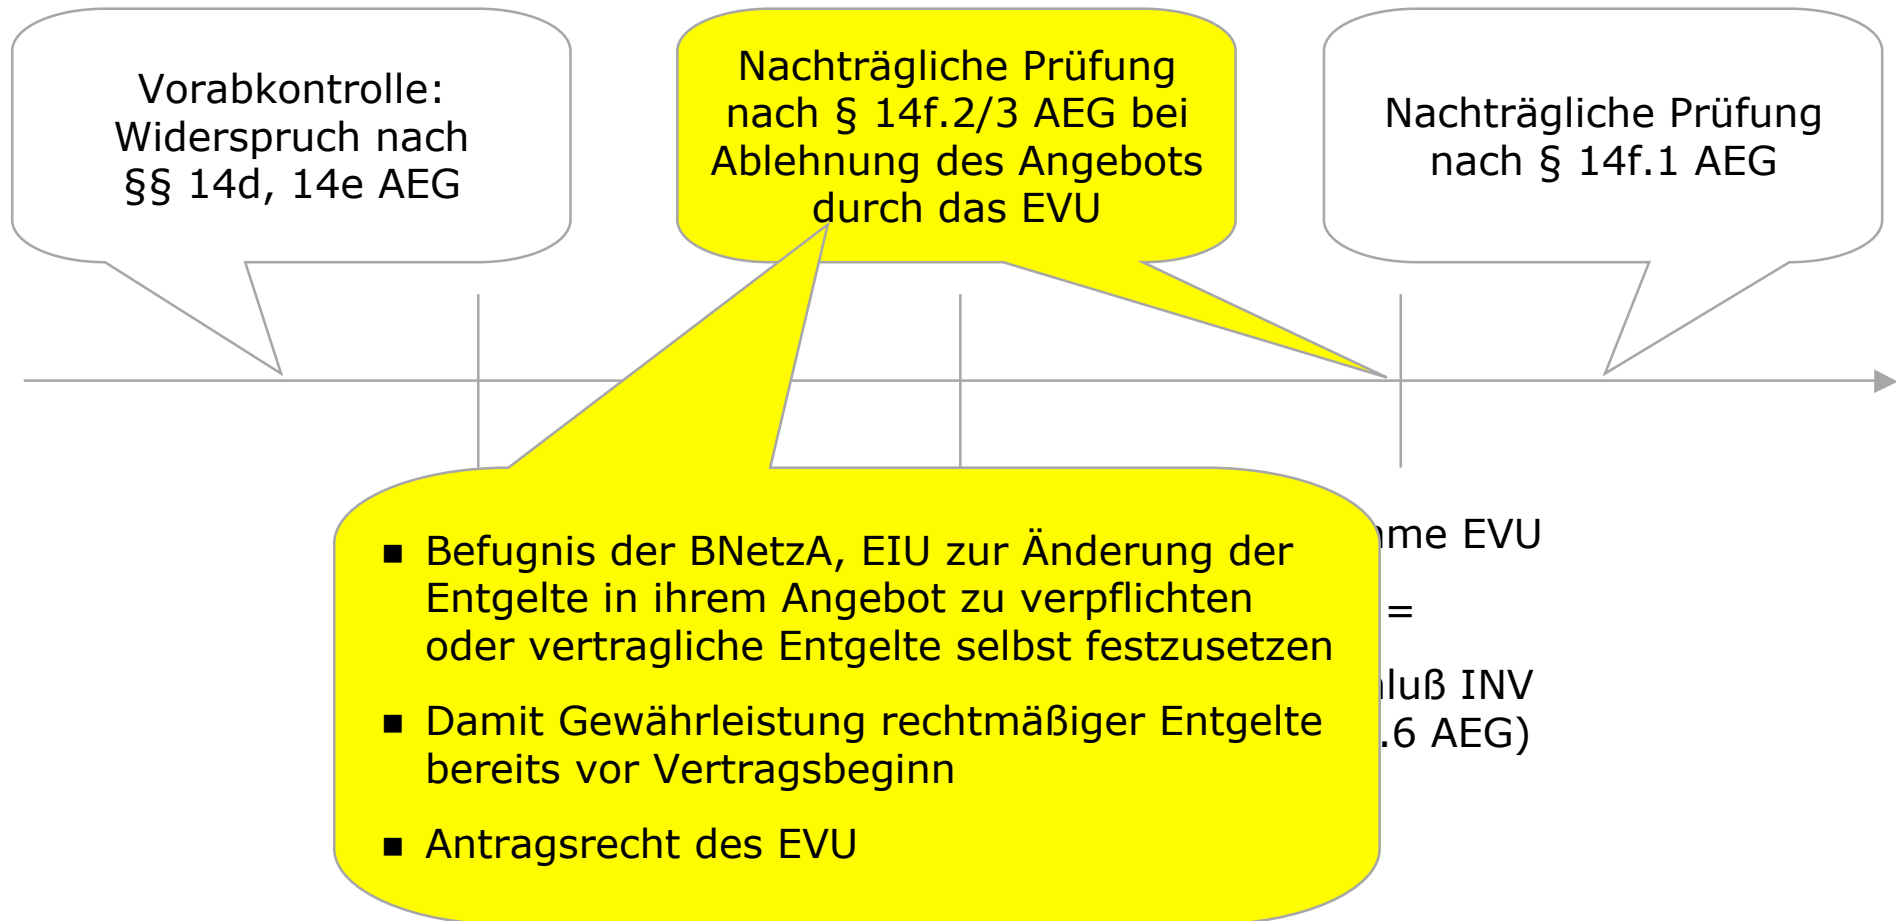 Vorabkontrolle:
Widerspruch nach
§§ 14d, 14e AEG
Nachträgliche Prüfung
nach § 14f.2/3 AEG bei
Ablehnung des Angebots
durch das EVU
Nachträgliche Prüfung
nach § 14f.1 AEG
■ Befugnis der BNetzA, EIU zur Änderung der
Entgelte in ihrem Angebot zu verpflichten
oder vertragliche Entgelte selbst festzusetzen
■ Damit Gewährleistung rechtmäßiger Entgelte
bereits vor Vertragsbeginn
■ Antragsrecht des EVU
EVU
=
INV
.6 AEG)